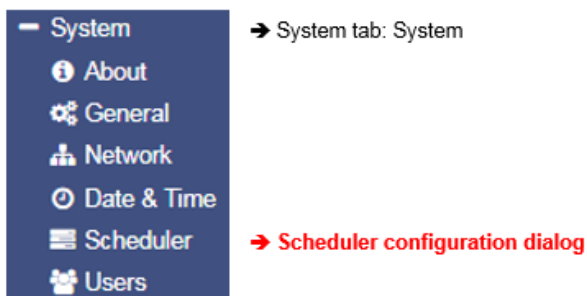 System ➔ System tab: System
About
General
Network
Date & Time
Scheduler ➔ Scheduler configuration dialog
Users